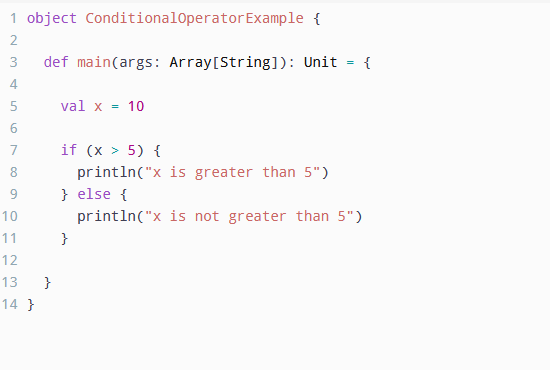 1 object ConditionalOperatorExample {
2
3   def main(args: Array[String]): Unit = {
4
5     val x = 10
6
7     if (x > 5) {
8       println("x is greater than 5")
9     } else {
10       println("x is not greater than 5")
11     }
12
13   }
14 }